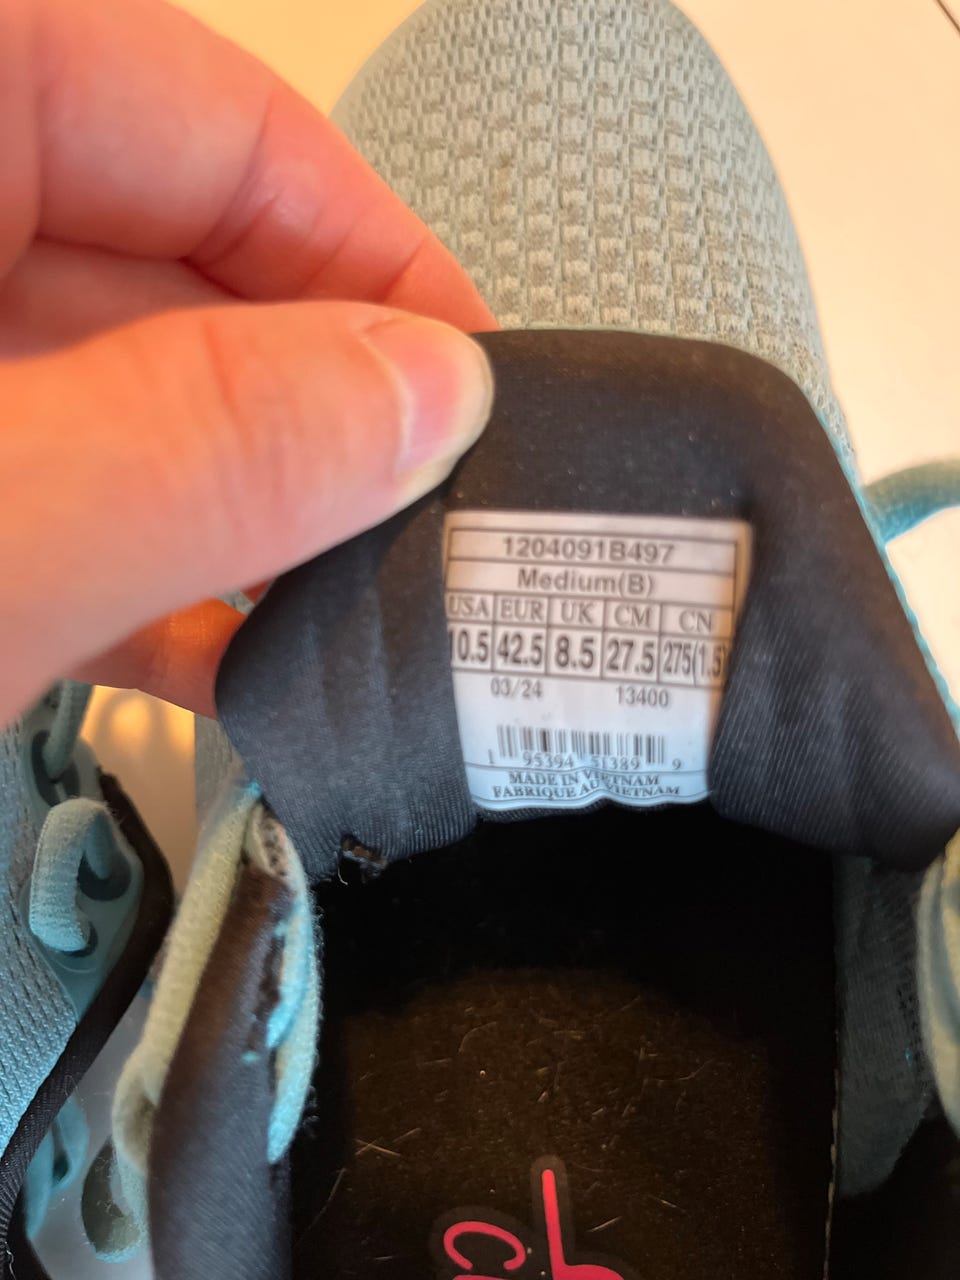 1204091B497
Medium(B)
USA EUR UK CM CN
10.5 42.5 8.5 27.5 275(1.5)
03/24 13400
1 95394 51389 9
MADE IN VIETNAM
FABRIQUE AU VIETNAM